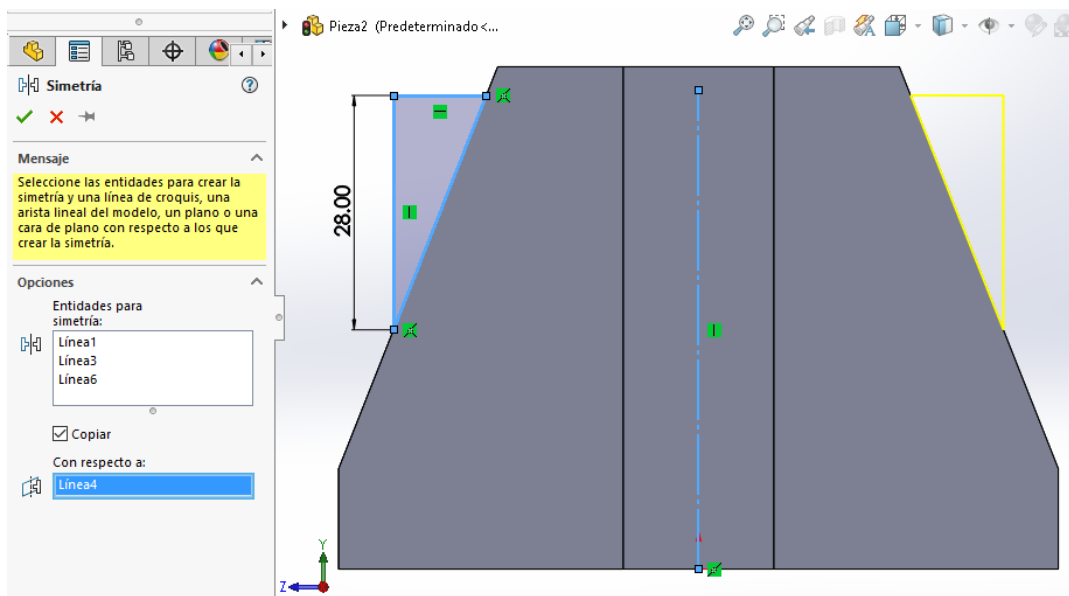 Pieza2 (Predeterminado<...
Simetría
Mensaje
Seleccione las entidades para crear la
simetría y una línea de croquis, una
arista lineal del modelo, un plano o una
cara de plano con respecto a los que
crear la simetría.
Opciones
Entidades para
simetría:
Línea1
Línea3
Línea6
Copiar
Con respecto a:
Línea4
28.00
Y
Z